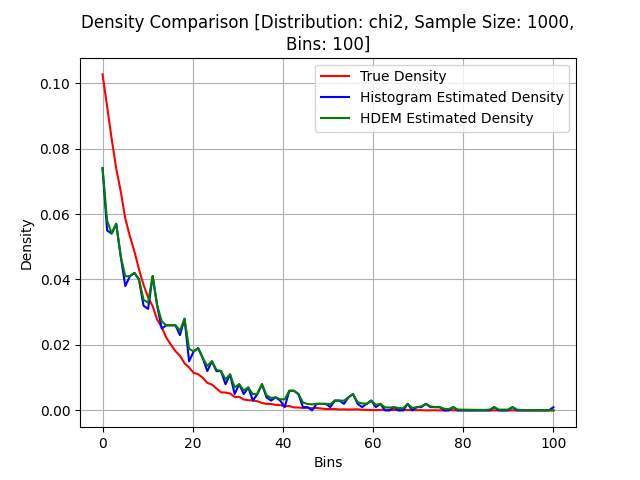 Density Comparison [Distribution: chi2, Sample Size: 1000,
Bins: 100]
True Density
Histogram Estimated Density
HDEM Estimated Density
Density
0.10
0.08
0.06
0.04
0.02
0.00
0 20 40 60 80 100
Bins